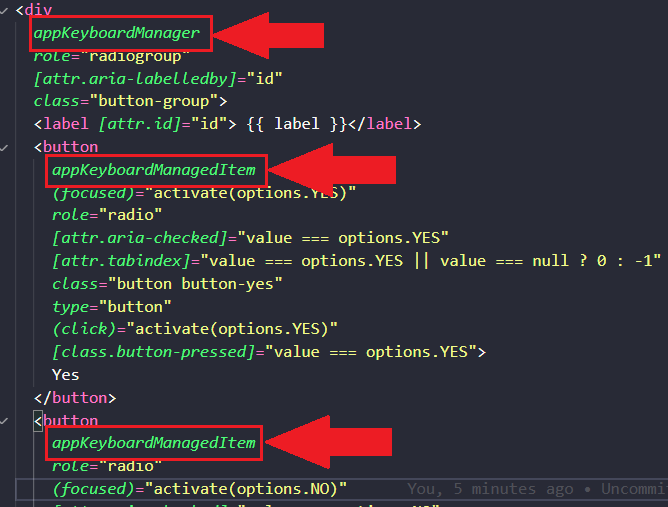 <div
appKeyboardManager
role="radiogroup"
[attr.aria-labelledby]="id"
class="button-group">
<label [attr.id]="id"> {{ label }}</label>
<button
appKeyboardManagedItem
(focused)="activate(options.YES)"
role="radio"
[attr.aria-checked]="value === options.YES"
[attr.tabindex]="value === options.YES || value === null ? 0 : -1"
class="button button-yes"
type="button"
(click)="activate(options.YES)"
[class.button-pressed]="value === options.YES">
Yes
</button>
<button
appKeyboardManagedItem
role="radio"
(focused)="activate(options.NO)" You, 5 minutes ago • Uncommit